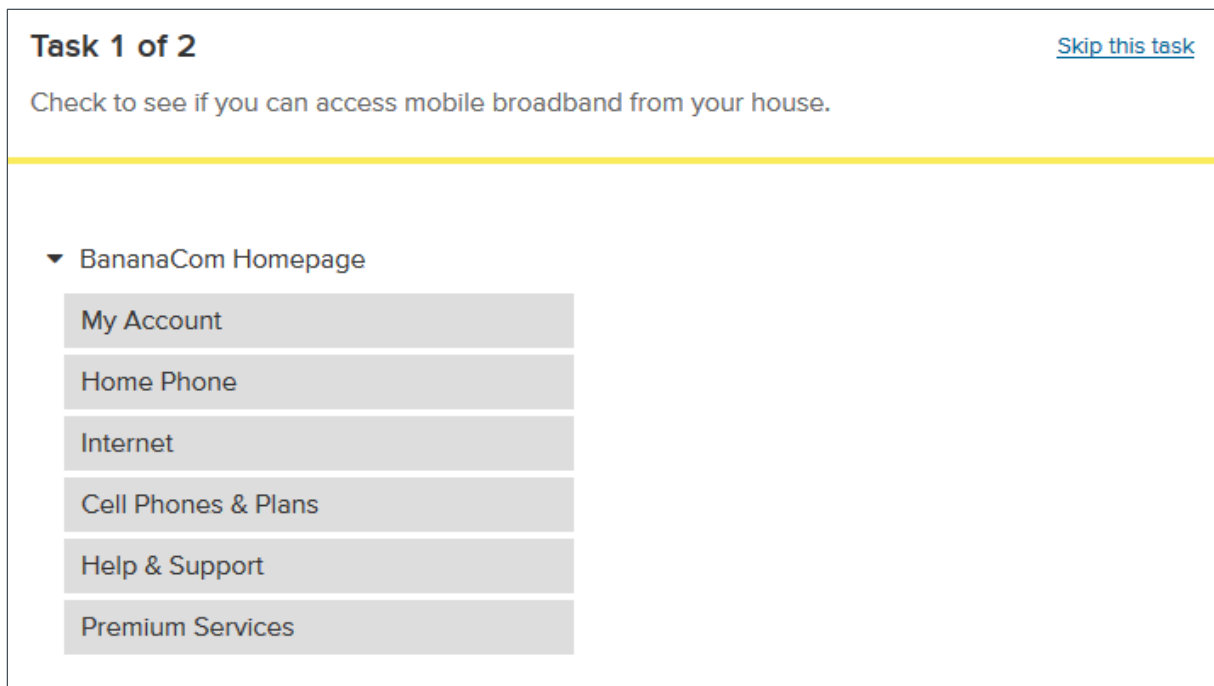 Task 1 of 2
Skip this task
Check to see if you can access mobile broadband from your house.
BananaCom Homepage
My Account
Home Phone
Internet
Cell Phones & Plans
Help & Support
Premium Services